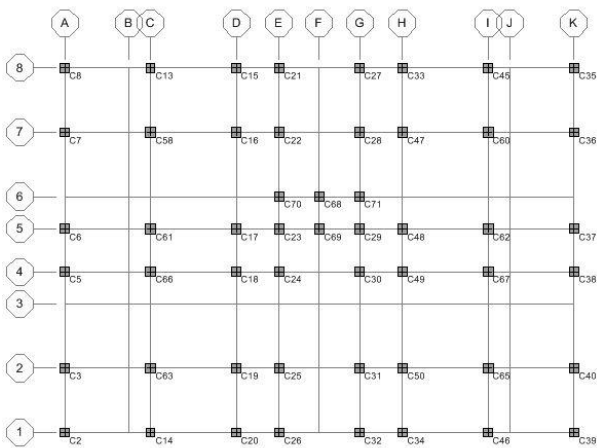 A B C D E F G H I J K
8
C8 C13 C15 C21 C27 C33 C45 C35
7
C7 C58 C16 C22 C28 C47 C60 C36
6
C70 C68 C71
5
C6 C61 C17 C23 C69 C29 C48 C62 C37
4
C5 C66 C18 C24 C30 C49 C67 C38
3
2
C3 C63 C19 C25 C31 C50 C65 C40
1
C2 C14 C20 C26 C32 C34 C46 C39